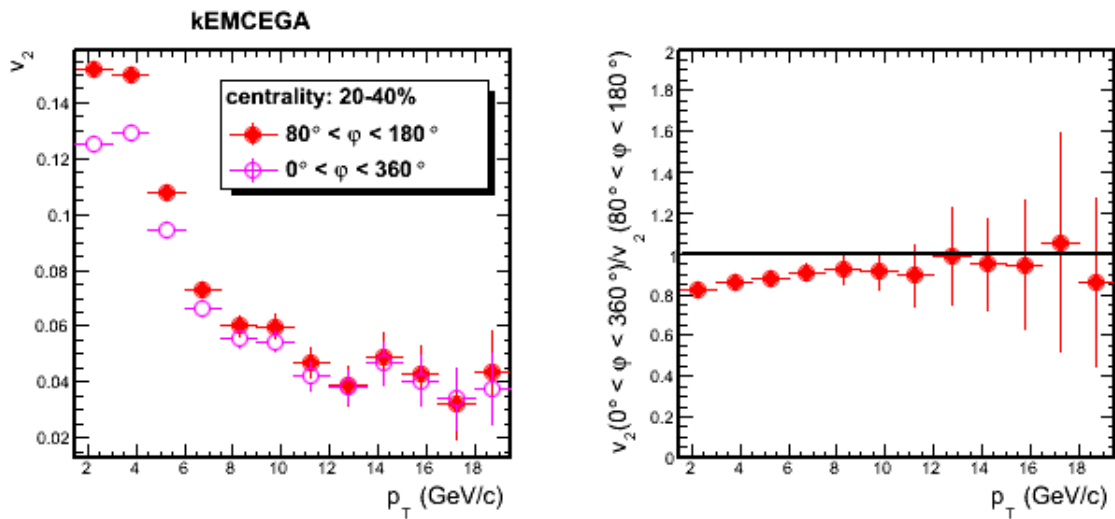 kEMCEGA
v₂
0.14
0.12
0.1
0.08
0.06
0.04
0.02
centrality: 20-40%
80° < φ < 180°
0° < φ < 360°
2 4 6 8 10 12 14 16 18
p_T (GeV/c)
v₂(0° < φ < 360°)/v₂(80° < φ < 180°)
2
1.8
1.6
1.4
1.2
1
0.8
0.6
0.4
0.2
0
2 4 6 8 10 12 14 16 18
p_T (GeV/c)